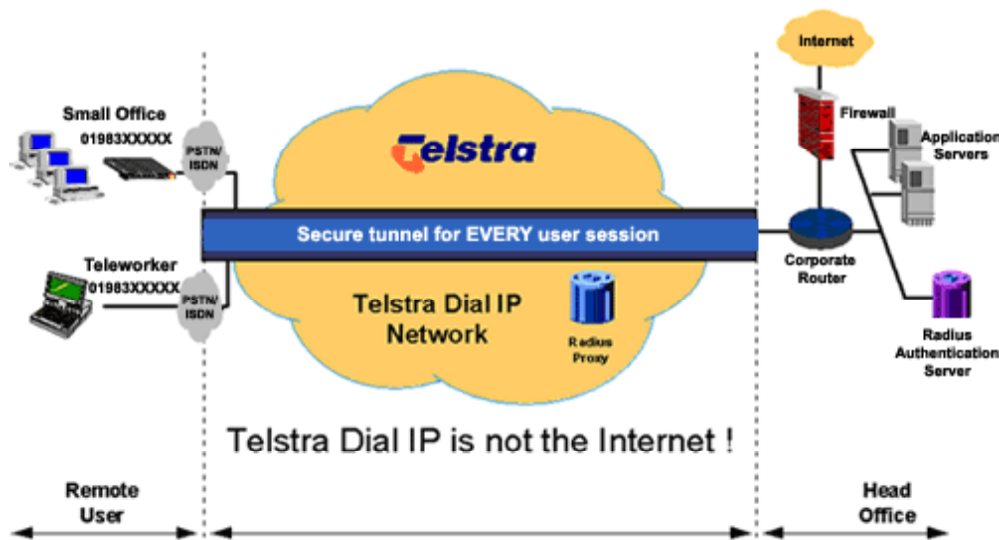 Internet
Small Office
01983XXXXX
PSTN/
ISDN
Telstra
Firewall
Application
Servers
Secure tunnel for EVERY user session
Corporate
Router
Teleworker
01983XXXXX
PSTN/
ISDN
Telstra Dial IP
Network
Radius
Proxy
Radius
Authentication
Server
Telstra Dial IP is not the Internet !
Remote
User
Head
Office